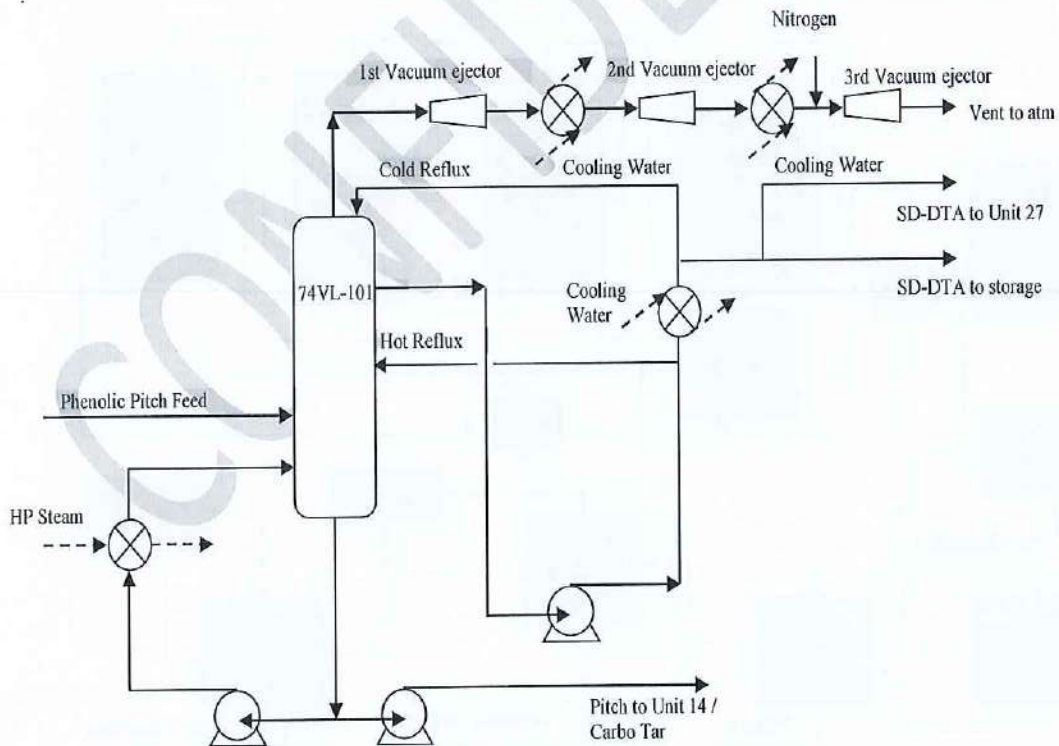 Nitrogen
1st Vacuum ejector
2nd Vacuum ejector
3rd Vacuum ejector
Vent to atm
Cold Reflux
Cooling Water
Cooling Water
SD-DTA to Unit 27
74VL-101
Cooling
Water
SD-DTA to storage
Hot Reflux
Phenolic Pitch Feed
HP Steam
Pitch to Unit 14 /
Carbo Tar